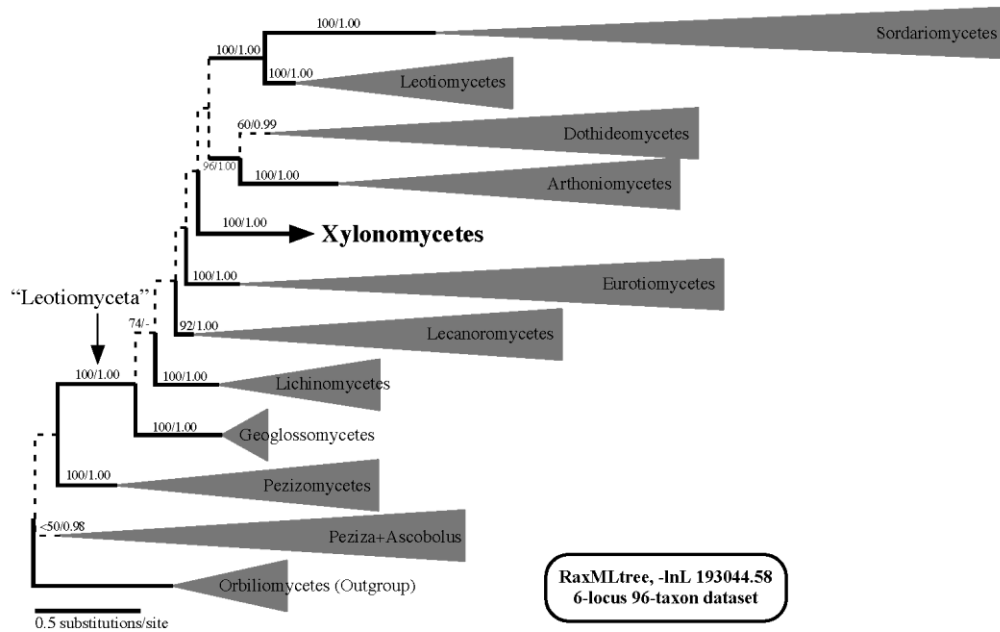 100/1.00
Sordariomycetes
100/1.00
100/1.00
Leotiomycetes
60/0.99
Dothideomycetes
96/1.00
100/1.00
Arthoniomycetes
100/1.00
Xylonomycetes
100/1.00
Eurotiomycetes
“Leotiomyceta”
74/-
92/1.00
Lecanoromycetes
100/1.00
100/1.00
Lichinomycetes
100/1.00
Geoglossomycetes
100/1.00
Pezizomycetes
<50/0.98
Peziza+Ascobolus
Orbiliomycetes (Outgroup)
RaxMLtree, -lnL 193044.58
6-locus 96-taxon dataset
0.5 substitutions/site